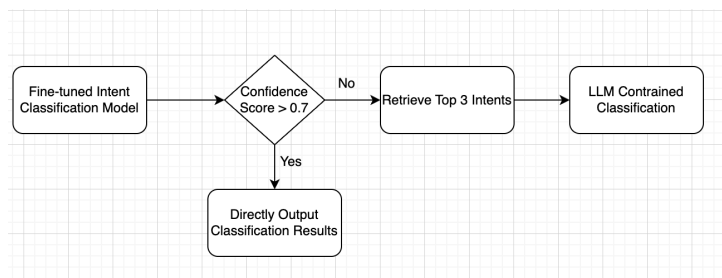 Fine-tuned Intent
Classification Model
Confidence
Score > 0.7
No
Retrieve Top 3 Intents
LLM Contrained
Classification
Yes
Directly Output
Classification Results